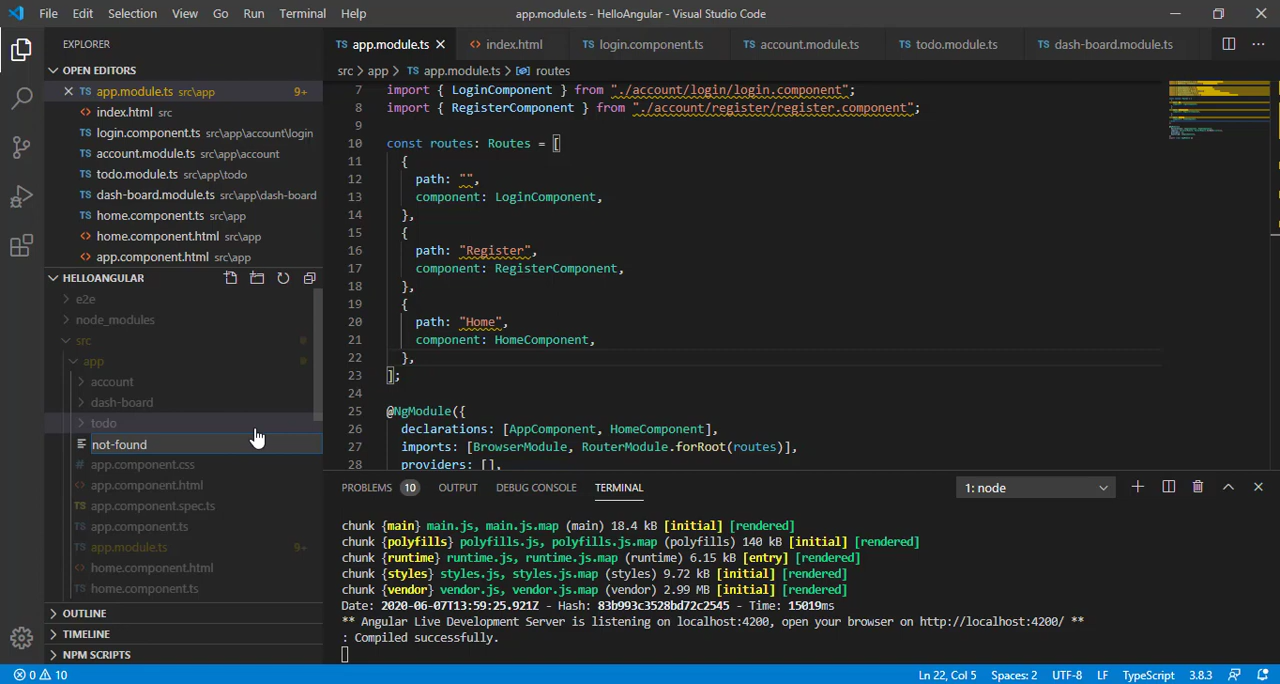 File Edit Selection View Go Run Terminal Help
app.module.ts - HelloAngular - Visual Studio Code
EXPLORER
OPEN EDITORS
TS app.module.ts src\app 9+
<> index.html src
TS login.component.ts src\app\account\login
TS account.module.ts src\app\account
TS todo.module.ts src\app\todo
TS dash-board.module.ts src\app\dash-board
TS home.component.ts src\app
<> home.component.html src\app
<> app.component.html src\app
HELLOANGULAR
e2e
node_modules
src
app
account
dash-board
todo
not-found
# app.component.css
<> app.component.html
TS app.component.spec.ts
TS app.component.ts
TS app.module.ts 9+
<> home.component.html
TS home.component.ts
OUTLINE
TIMELINE
NPM SCRIPTS
TS app.module.ts
<> index.html
TS login.component.ts
TS account.module.ts
TS todo.module.ts
TS dash-board.module.ts
src > app > TS app.module.ts > routes
7 import { LoginComponent } from "./account/login/login.component";
8 import { RegisterComponent } from "./account/register/register.component";
9
10 const routes: Routes = [
11 {
12 path: "",
13 component: LoginComponent,
14 },
15 {
16 path: "Register",
17 component: RegisterComponent,
18 },
19 {
20 path: "Home",
21 component: HomeComponent,
22 },
23 ];
24
25 @NgModule({
26 declarations: [AppComponent, HomeComponent],
27 imports: [BrowserModule, RouterModule.forRoot(routes)],
28 providers: [],
PROBLEMS 10 OUTPUT DEBUG CONSOLE TERMINAL 1: node
chunk {main} main.js, main.js.map (main) 18.4 kB [initial] [rendered]
chunk {polyfills} polyfills.js, polyfills.js.map (polyfills) 140 kB [initial] [rendered]
chunk {runtime} runtime.js, runtime.js.map (runtime) 6.15 kB [entry] [rendered]
chunk {styles} styles.js, styles.js.map (styles) 9.72 kB [initial] [rendered]
chunk {vendor} vendor.js, vendor.js.map (vendor) 2.99 MB [initial] [rendered]
Date: 2020-06-07T13:59:25.921Z - Hash: 83b993c3528bd72c2545 - Time: 15019ms
** Angular Live Development Server is listening on localhost:4200, open your browser on http://localhost:4200/ **
: Compiled successfully.
0 10
Ln 22, Col 5 Spaces: 2 UTF-8 LF TypeScript 3.8.3